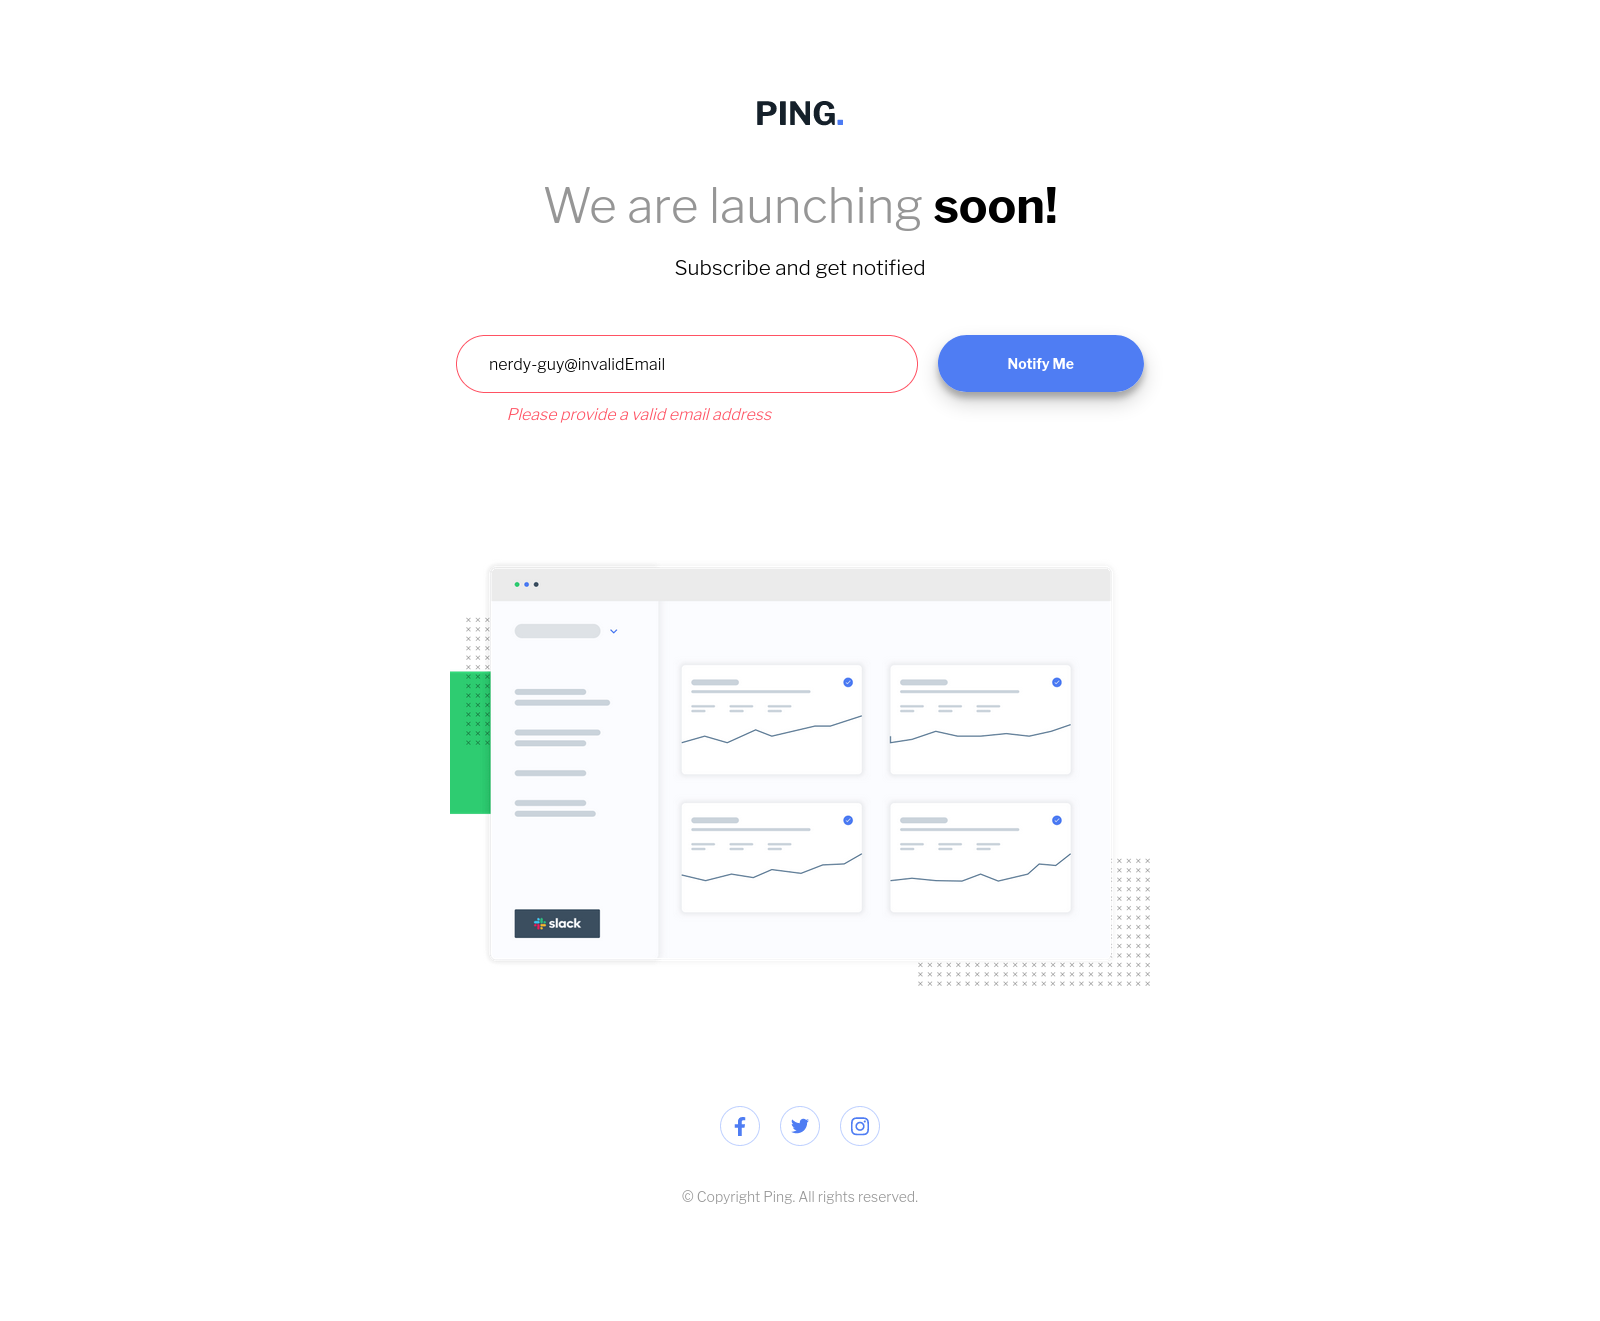 PING.
We are launching soon!
Subscribe and get notified
nerdy-guy@invalidEmail
Notify Me
Please provide a valid email address
slack
© Copyright Ping. All rights reserved.